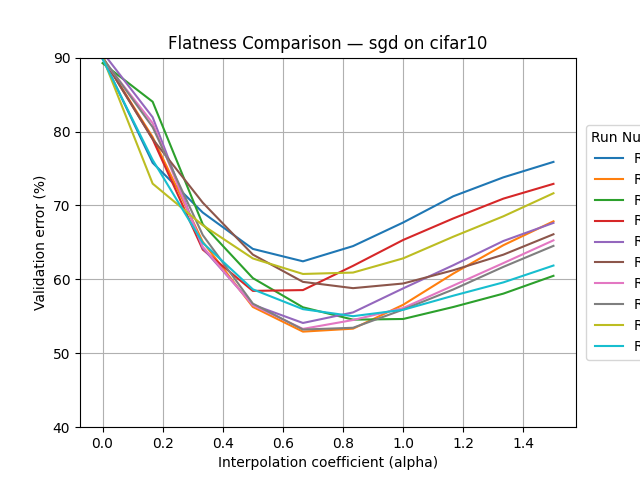 Flatness Comparison — sgd on cifar10
90
80
70
60
50
40
Validation error (%)
0.0 0.2 0.4 0.6 0.8 1.0 1.2 1.4
Interpolation coefficient (alpha)
Run Nu
R
R
R
R
R
R
R
R
R
R